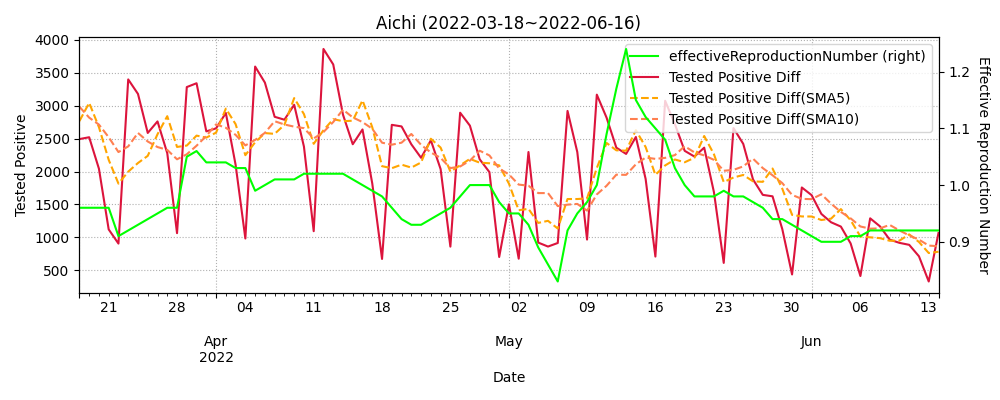 Aichi (2022-03-18~2022-06-16)
effectiveReproductionNumber (right)
Tested Positive Diff
Tested Positive Diff(SMA5)
Tested Positive Diff(SMA10)
Tested Positive
4000
3500
3000
2500
2000
1500
1000
500
Effective Reproduction Number
1.2
1.1
1.0
0.9
21 28 04 11 18 25 02 09 16 23 30 06 13
Apr May Jun
2022
Date